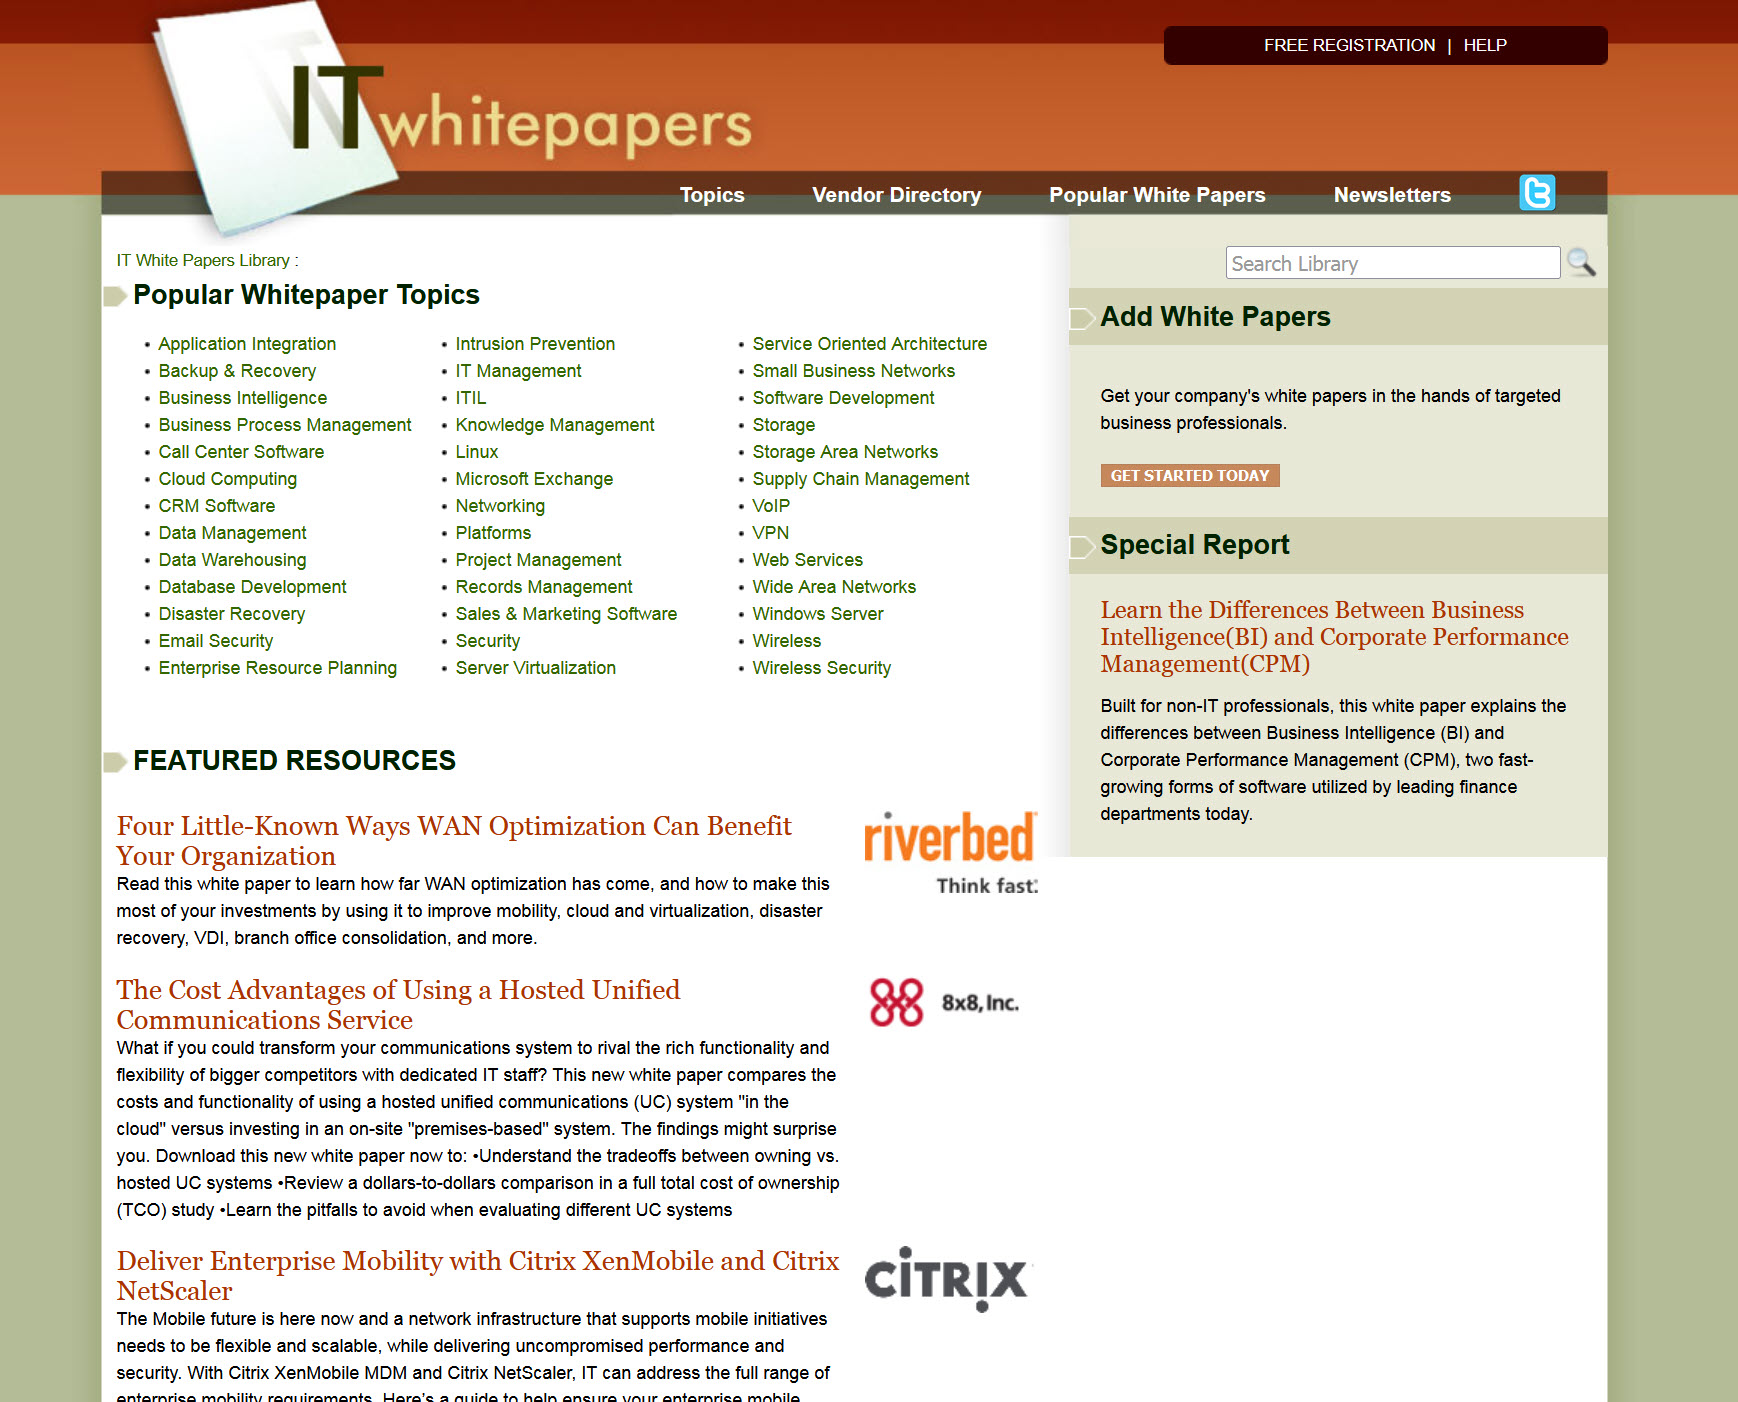 FREE REGISTRATION | HELP
IT whitepapers
Topics Vendor Directory Popular White Papers Newsletters
IT White Papers Library :
Popular Whitepaper Topics
Application Integration
Backup & Recovery
Business Intelligence
Business Process Management
Call Center Software
Cloud Computing
CRM Software
Data Management
Data Warehousing
Database Development
Disaster Recovery
Email Security
Enterprise Resource Planning
Intrusion Prevention
IT Management
ITIL
Knowledge Management
Linux
Microsoft Exchange
Networking
Platforms
Project Management
Records Management
Sales & Marketing Software
Security
Server Virtualization
Service Oriented Architecture
Small Business Networks
Software Development
Storage
Storage Area Networks
Supply Chain Management
VoIP
VPN
Web Services
Wide Area Networks
Windows Server
Wireless
Wireless Security
FEATURED RESOURCES
Four Little-Known Ways WAN Optimization Can Benefit
Your Organization
Read this white paper to learn how far WAN optimization has come, and how to make this
most of your investments by using it to improve mobility, cloud and virtualization, disaster
recovery, VDI, branch office consolidation, and more.
riverbed
Think fast.
The Cost Advantages of Using a Hosted Unified
Communications Service
What if you could transform your communications system to rival the rich functionality and
flexibility of bigger competitors with dedicated IT staff? This new white paper compares the
costs and functionality of using a hosted unified communications (UC) system "in the
cloud" versus investing in an on-site "premises-based" system. The findings might surprise
you. Download this new white paper now to: •Understand the tradeoffs between owning vs.
hosted UC systems •Review a dollars-to-dollars comparison in a full total cost of ownership
(TCO) study •Learn the pitfalls to avoid when evaluating different UC systems
8x8, Inc.
Deliver Enterprise Mobility with Citrix XenMobile and Citrix
NetScaler
The Mobile future is here now and a network infrastructure that supports mobile initiatives
needs to be flexible and scalable, while delivering uncompromised performance and
security. With Citrix XenMobile MDM and Citrix NetScaler, IT can address the full range of
enterprise mobility requirements. Here's a guide to help ensure your enterprise mobile
CITRIX
Search Library
Add White Papers
Get your company's white papers in the hands of targeted
business professionals.
GET STARTED TODAY
Special Report
Learn the Differences Between Business
Intelligence(BI) and Corporate Performance
Management(CPM)
Built for non-IT professionals, this white paper explains the
differences between Business Intelligence (BI) and
Corporate Performance Management (CPM), two fast-
growing forms of software utilized by leading finance
departments today.